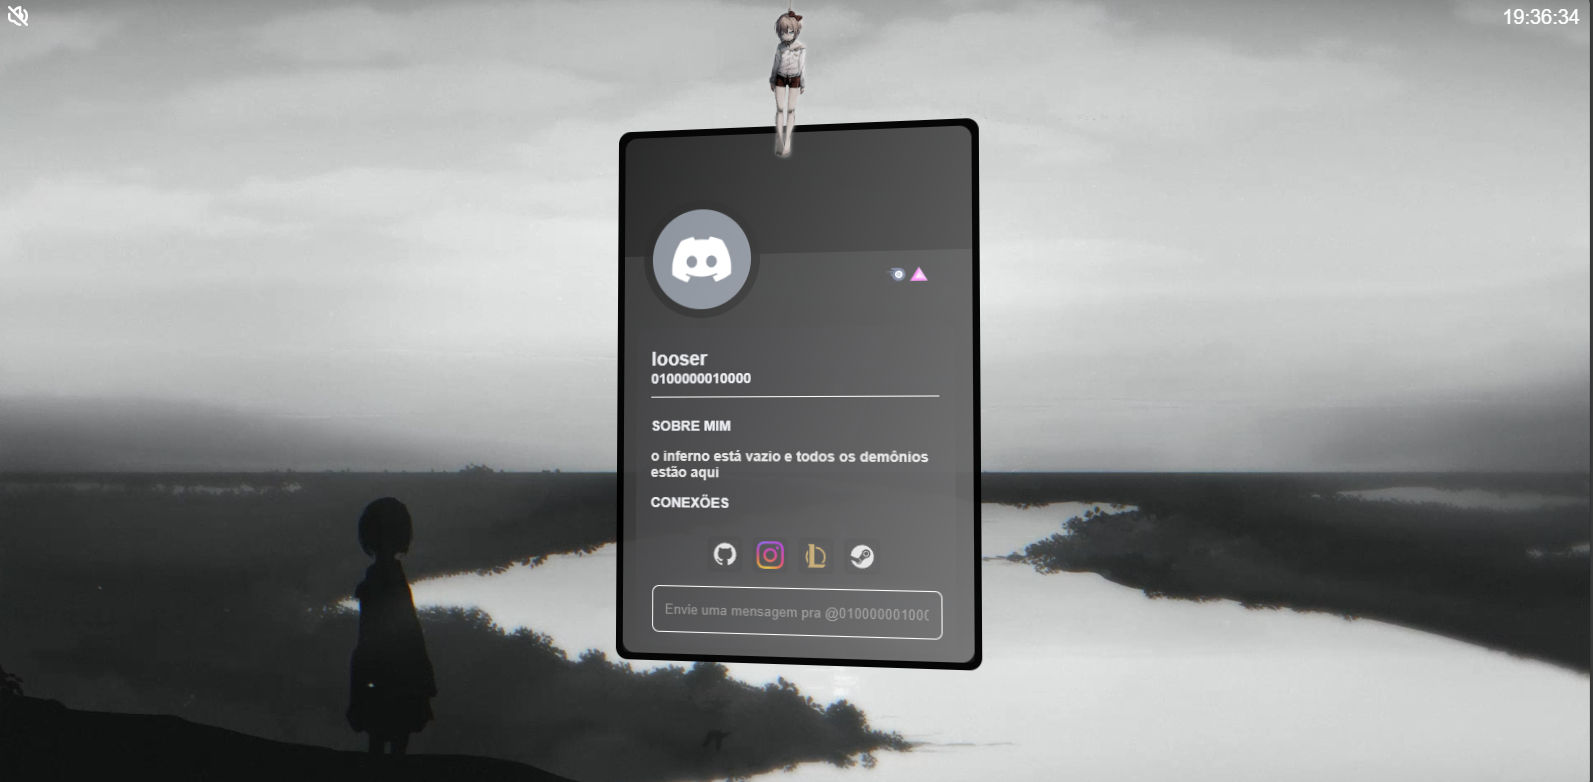 19:36:34
looser
0100000010000
SOBRE MIM
o inferno está vazio e todos os demônios
estão aqui
CONEXÕES
Envie uma mensagem pra @01000000100(